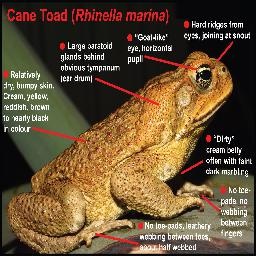 Cane Toad (Rhinella marina)
Hard ridges from
eyes, joining at snout
"Goat-like"
eye, horizontal
pupil
Large paratoid
glands behind
obvious tympanum
(ear drum)
Relatively
dry, bumpy skin.
Cream, yellow,
reddish, brown
to nearly black
in colour
"Dirty"
cream belly
often with faint
dark marbling
No toe-
pads, no
webbing
between
fingers
No toe-pads, leathery
webbing between toes,
about half webbed